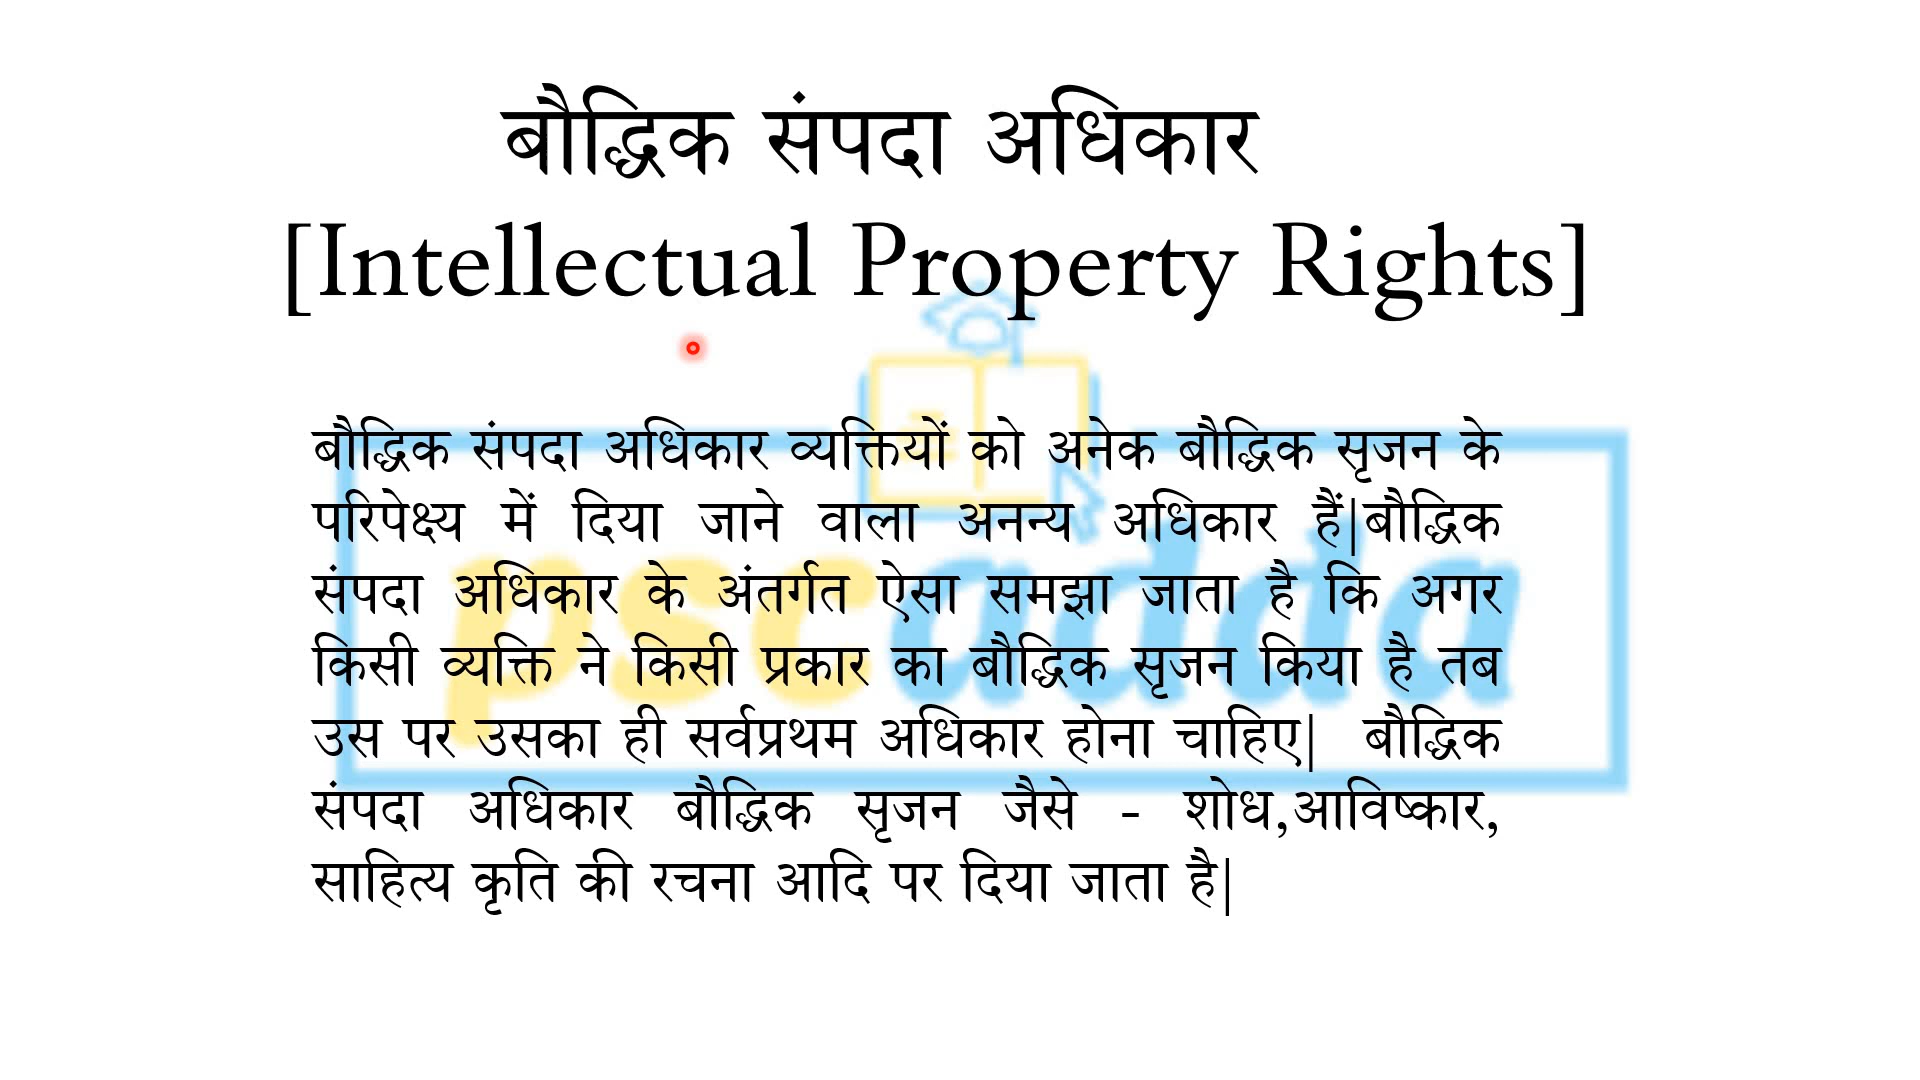 बौद्धिक संपदा अधिकार
[Intellectual Property Rights]
बौद्धिक संपदा अधिकार व्यक्तियों को अनेक बौद्धिक सृजन के
परिपेक्ष्य में दिया जाने वाला अनन्य अधिकार हैं|बौद्धिक
संपदा अधिकार के अंतर्गत ऐसा समझा जाता है कि अगर
किसी व्यक्ति ने किसी प्रकार का बौद्धिक सृजन किया है तब
उस पर उसका ही सर्वप्रथम अधिकार होना चाहिए| बौद्धिक
संपदा अधिकार बौद्धिक सृजन जैसे - शोध,आविष्कार,
साहित्य कृति की रचना आदि पर दिया जाता है|
pscadda